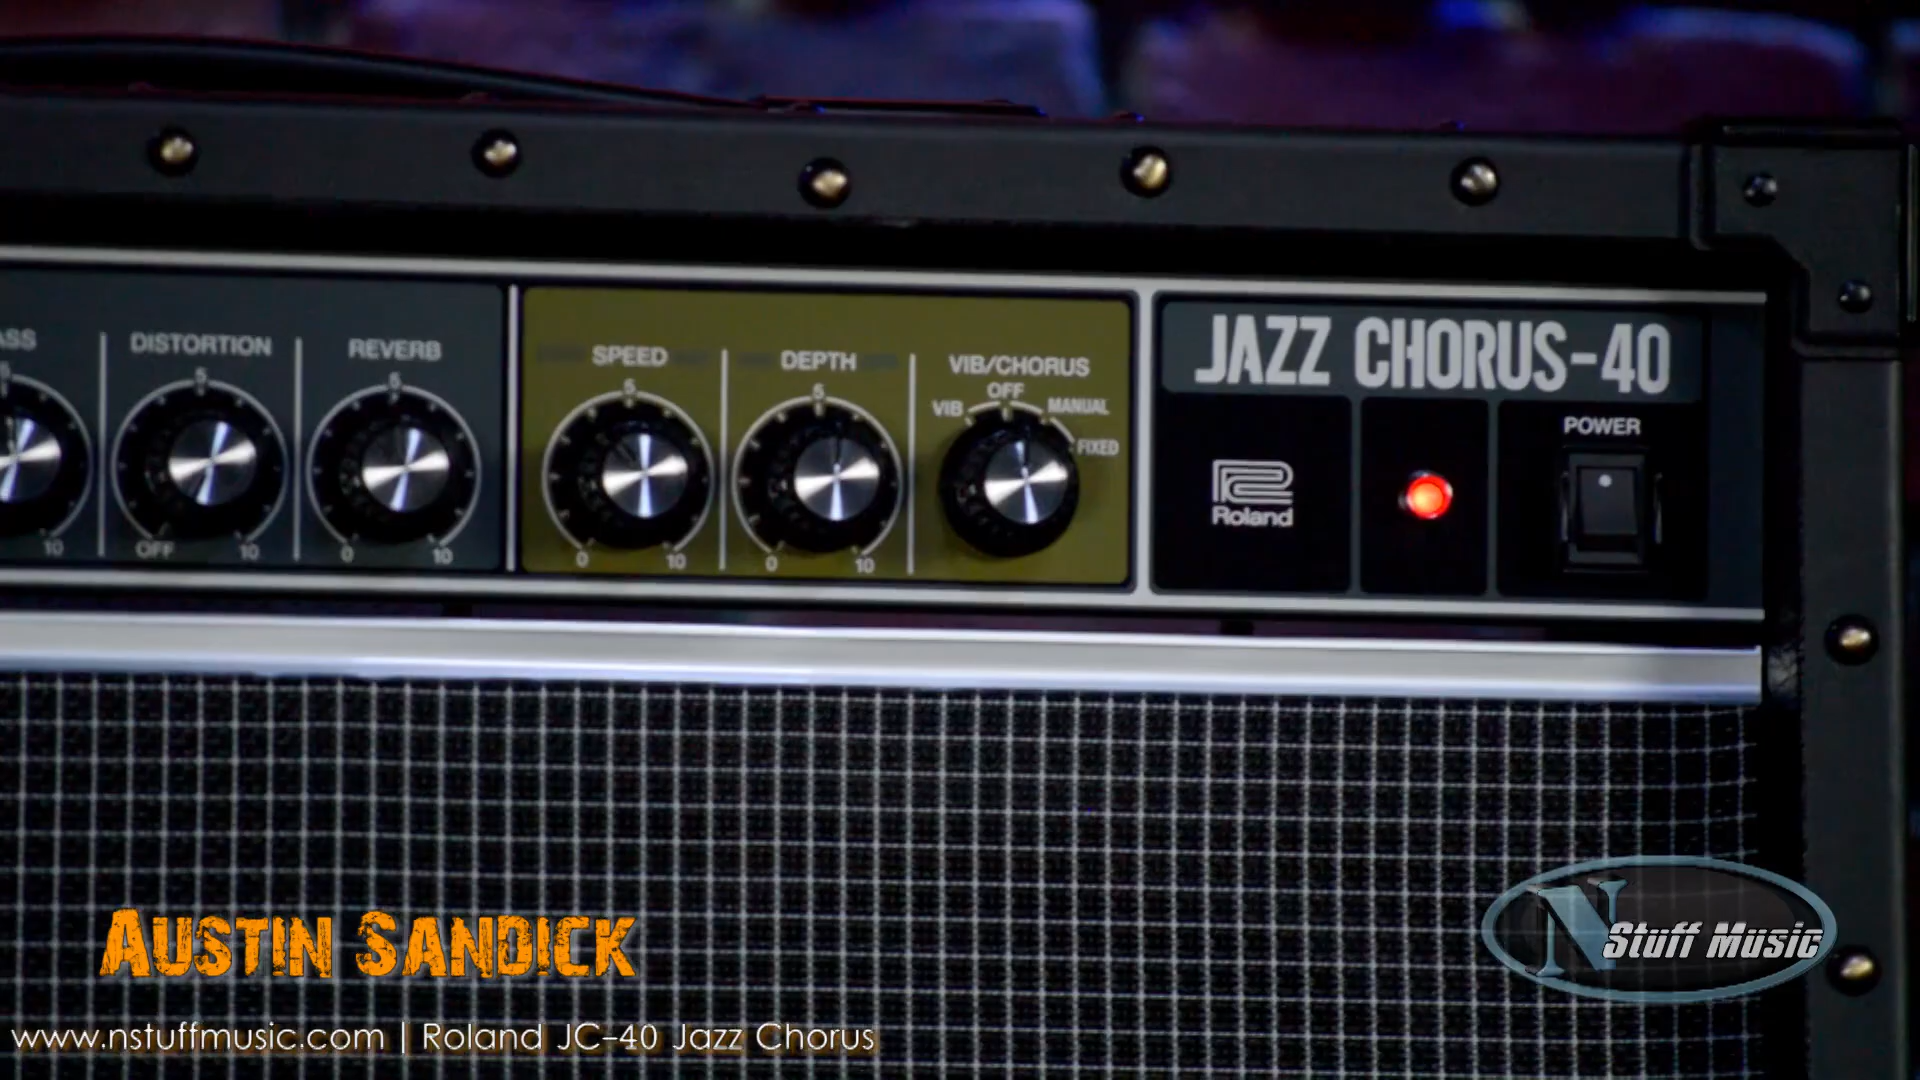 JAZZ CHORUS-40
ASS
DISTORTION
REVERB
SPEED
DEPTH
VIB/CHORUS
OFF
VIB
MANUAL
FIXED
POWER
5
5
5
5
5
Roland
10
OFF
10
0
10
0
10
0
10
AUSTIN SANDICK
N Stuff Music
www.nstuffmusic.com | Roland JC-40 Jazz Chorus